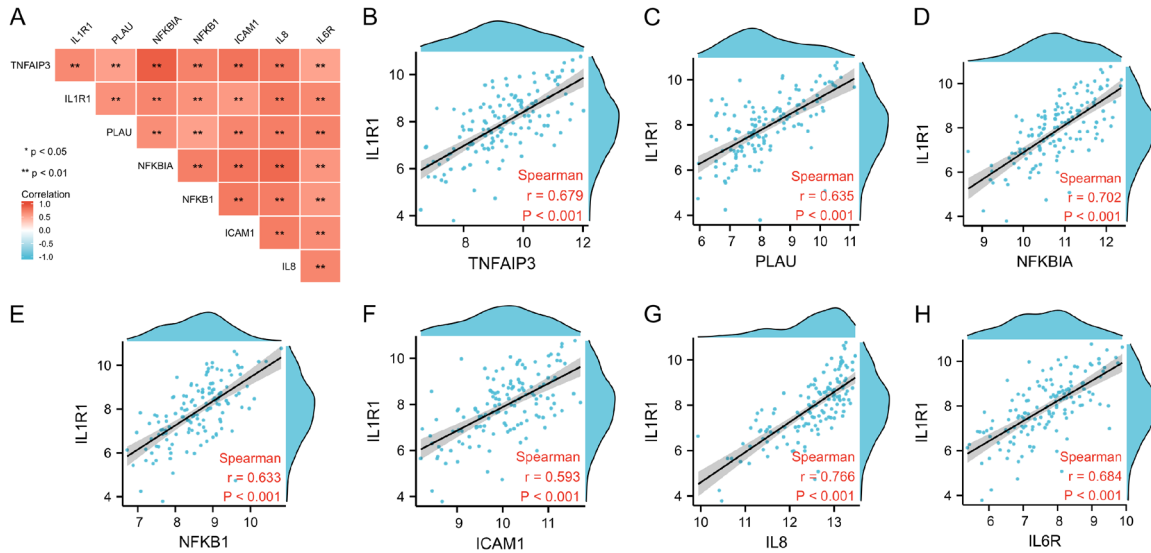 A
IL1R1 PLAU NFKBIA NFKB1 ICAM1 IL8 IL6R
TNFAIP3 ** ** ** ** ** ** **
IL1R1 ** ** ** ** ** **
PLAU ** ** ** ** **
NFKBIA ** ** ** **
NFKB1 ** ** **
ICAM1 ** **
IL8 **
* p < 0.05
** p < 0.01
Correlation
1.0
0.5
0.0
-0.5
-1.0
B
IL1R1
10
8
6
4
Spearman
r = 0.679
P < 0.001
8 10 12
TNFAIP3
C
IL1R1
10
8
6
4
Spearman
r = 0.635
P < 0.001
6 7 8 9 10 11
PLAU
D
IL1R1
10
8
6
4
Spearman
r = 0.702
P < 0.001
9 10 11 12
NFKBIA
E
IL1R1
10
8
6
4
Spearman
r = 0.633
P < 0.001
7 8 9 10
NFKB1
F
IL1R1
10
8
6
4
Spearman
r = 0.593
P < 0.001
9 10 11
ICAM1
G
IL1R1
10
8
6
4
Spearman
r = 0.766
P < 0.001
10 11 12 13
IL8
H
IL1R1
10
8
6
4
Spearman
r = 0.684
P < 0.001
6 7 8 9 10
IL6R